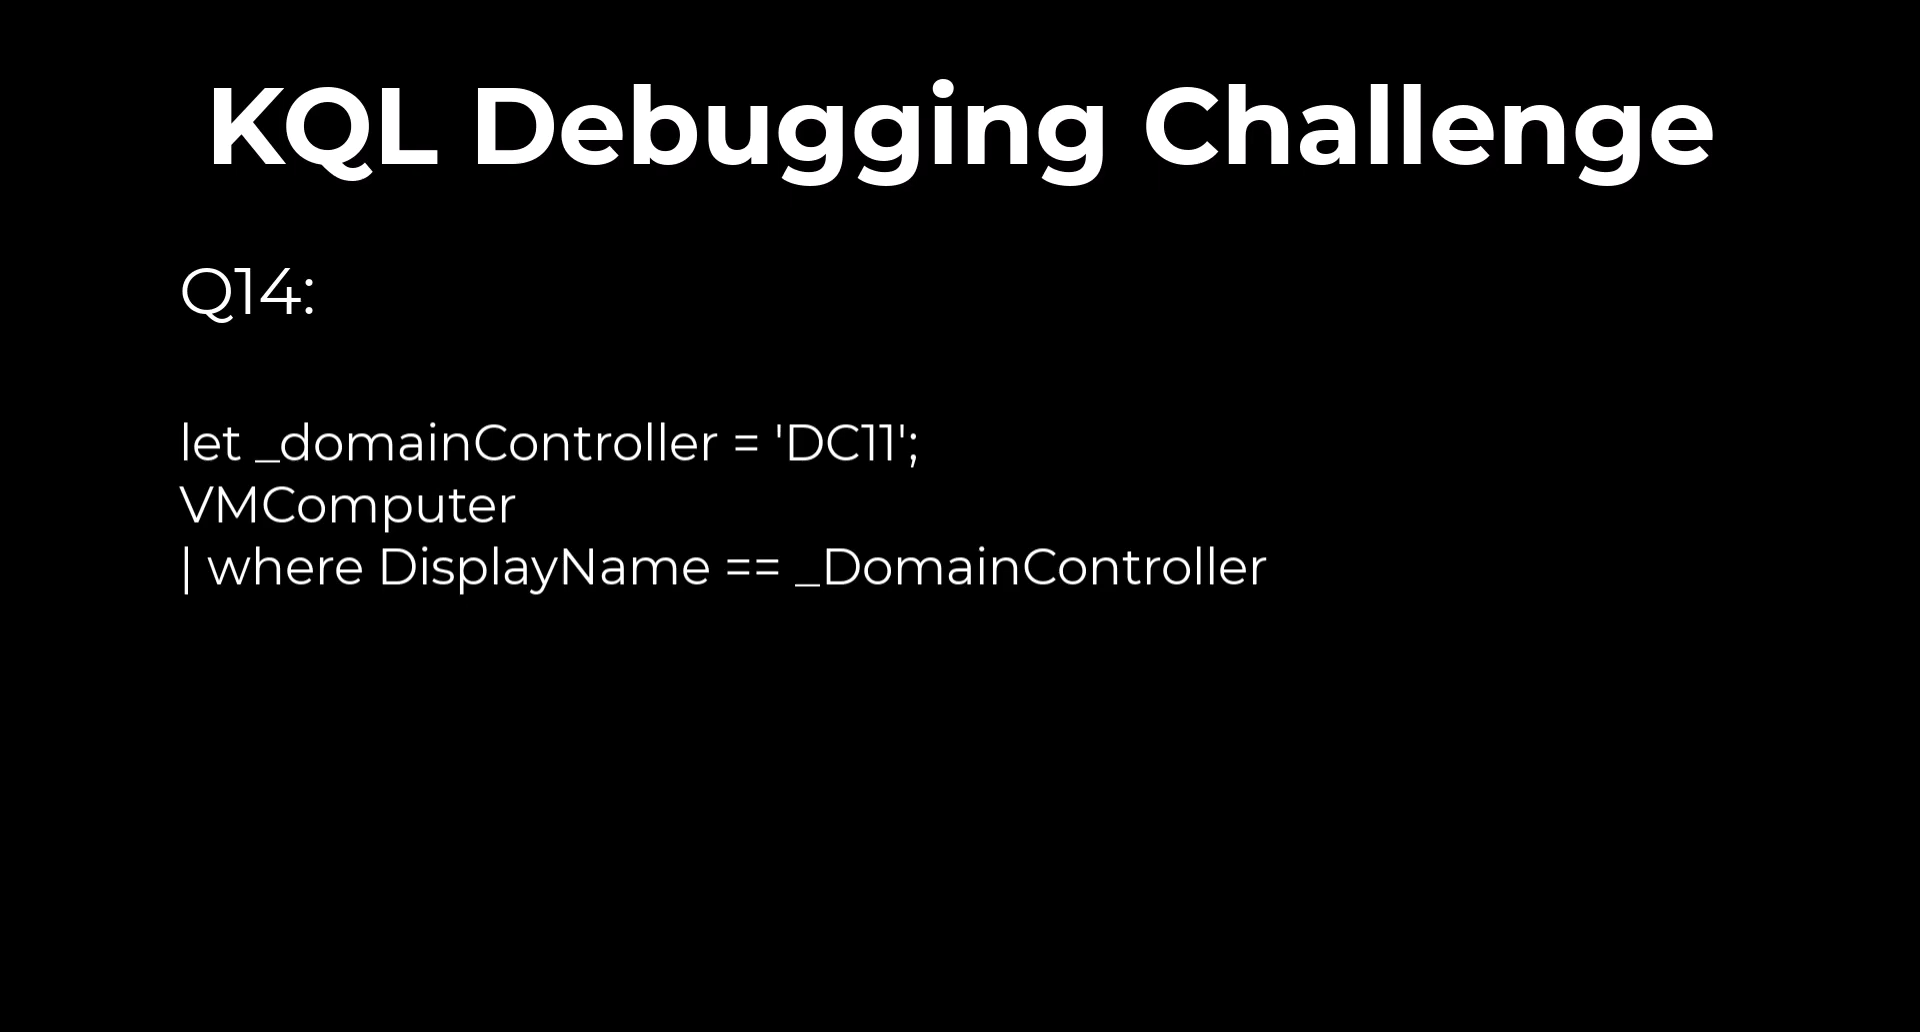 KQL Debugging Challenge
Q14:
let _domainController = 'DC11';
VMComputer
| where DisplayName == _DomainController